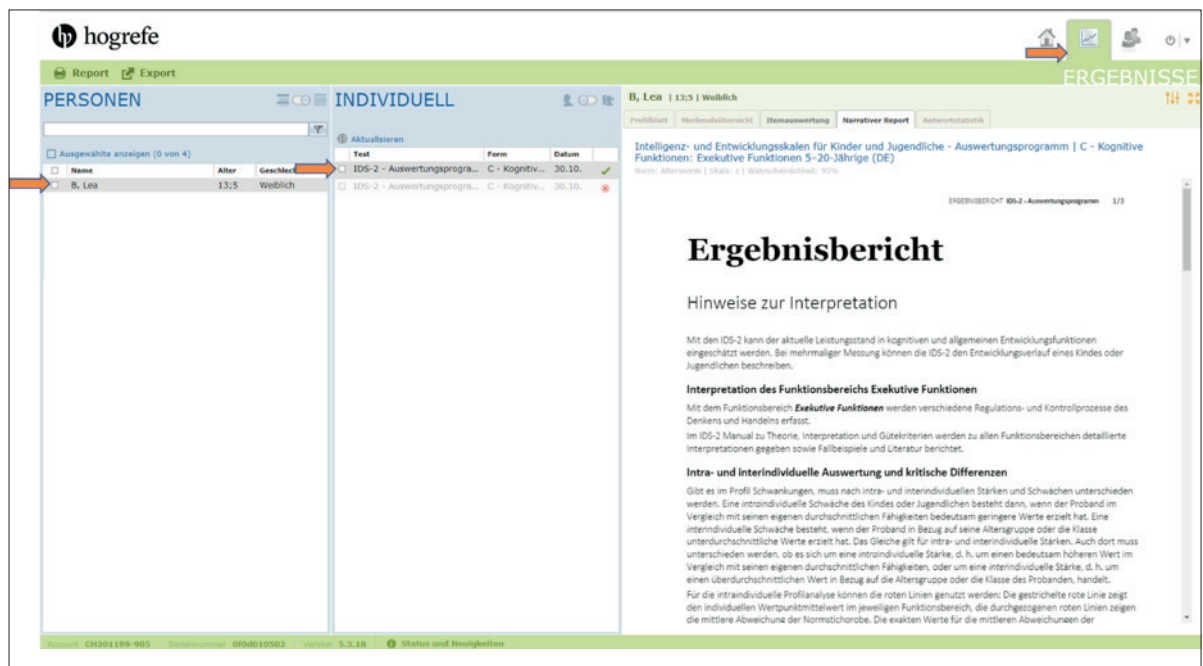 hogrefe
Report Export
ERGEBNISSE
PERSONEN
Ausgewählte anzeigen (0 von 4)
Name Alter Geschlech
B, Lea 13;5 Weiblich
INDIVIDUELL
Aktualisieren
Test Form Datum
IDS-2 - Auswertungsprogra... C - Kognitiv... 30.10.
IDS-2 - Auswertungsprogra... C - Kognitiv... 30.10.
B, Lea | 13;5 | Weiblich
Profilblatt Merkmalsübersicht Itemauswertung Narrativer Report Antwortstatistik
Intelligenz- und Entwicklungsskalen für Kinder und Jugendliche - Auswertungsprogramm | C - Kognitive
Funktionen: Exekutive Funktionen 5-20-Jährige (DE)
Norm: Altersnorm | Skala: z | Wahrscheinlichkeit: 95%
ERGEBNISBERICHT IDS-2 - Auswertungsprogramm 1/3
Ergebnisbericht
Hinweise zur Interpretation
Mit den IDS-2 kann der aktuelle Leistungsstand in kognitiven und allgemeinen Entwicklungsfunktionen
eingeschätzt werden. Bei mehrmaliger Messung können die IDS-2 den Entwicklungsverlauf eines Kindes oder
Jugendlichen beschreiben.
Interpretation des Funktionsbereichs Exekutive Funktionen
Mit dem Funktionsbereich Exekutive Funktionen werden verschiedene Regulations- und Kontrollprozesse des
Denkens und Handelns erfasst.
Im IDS-2 Manual zu Theorie, Interpretation und Gütekriterien werden zu allen Funktionsbereichen detaillierte
Interpretationen gegeben sowie Fallbeispiele und Literatur berichtet.
Intra- und interindividuelle Auswertung und kritische Differenzen
Gibt es im Profil Schwankungen, muss nach intra- und interindividuellen Stärken und Schwächen unterschieden
werden. Eine intraindividuelle Schwäche des Kindes oder Jugendlichen besteht dann, wenn der Proband im
Vergleich mit seinen eigenen durchschnittlichen Fähigkeiten bedeutsam geringere Werte erzielt hat. Eine
interindividuelle Schwäche besteht, wenn der Proband in Bezug auf seine Altersgruppe oder die Klasse
unterdurchschnittliche Werte erzielt hat. Das Gleiche gilt für intra- und interindividuelle Stärken. Auch dort muss
unterschieden werden, ob es sich um eine intraindividuelle Stärke, d. h. um einen bedeutsam höheren Wert im
Vergleich mit seinen eigenen durchschnittlichen Fähigkeiten, oder um eine interindividuelle Stärke, d. h. um
einen überdurchschnittlichen Wert in Bezug auf die Altersgruppe oder die Klasse des Probanden, handelt.
Für die intraindividuelle Profilanalyse können die roten Linien genutzt werden: Die gestrichelte rote Linie zeigt
den individuellen Wertpunktmittelwert im jeweiligen Funktionsbereich, die durchgezogenen roten Linien zeigen
die mittlere Abweichung der Normstichprobe. Die exakten Werte für die mittleren Abweichungen der
Account CH201199-905 Seriennummer 0f0d010502 Version 5.3.18 Status und Neuigkeiten